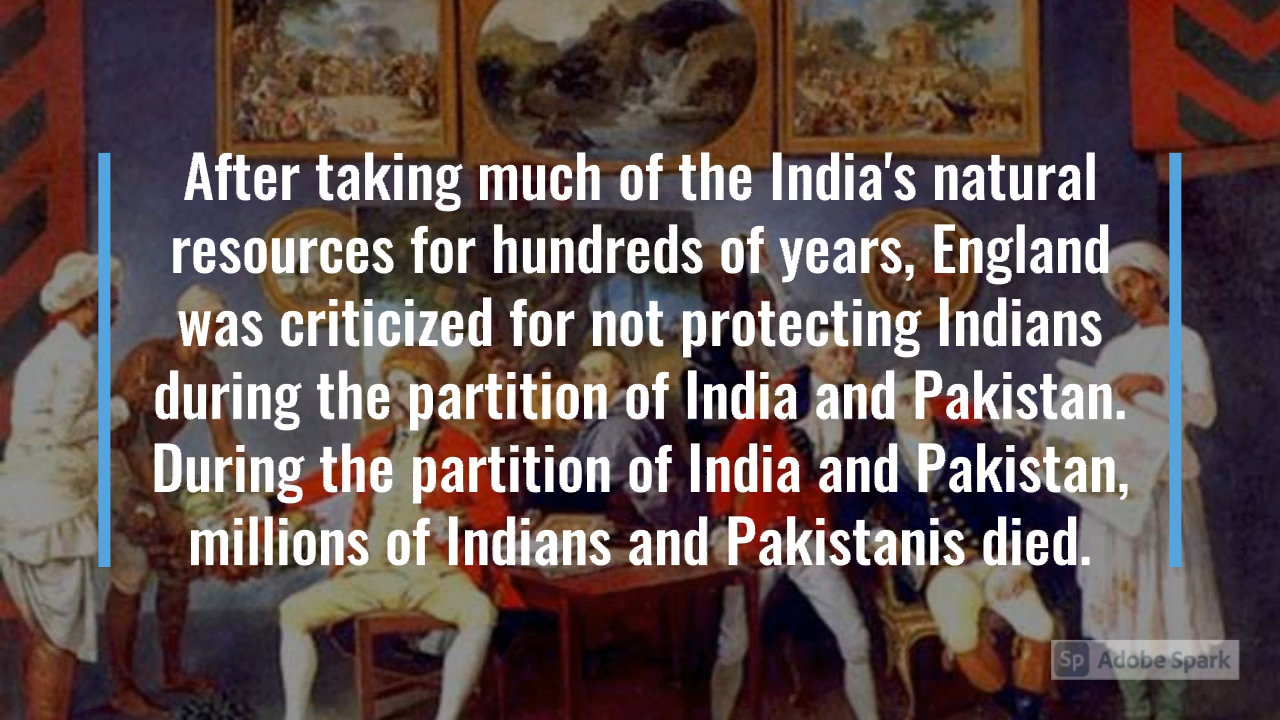 After taking much of the India's natural
resources for hundreds of years, England
was criticized for not protecting Indians
during the partition of India and Pakistan.
During the partition of India and Pakistan,
millions of Indians and Pakistanis died.
Sp Adobe Spark